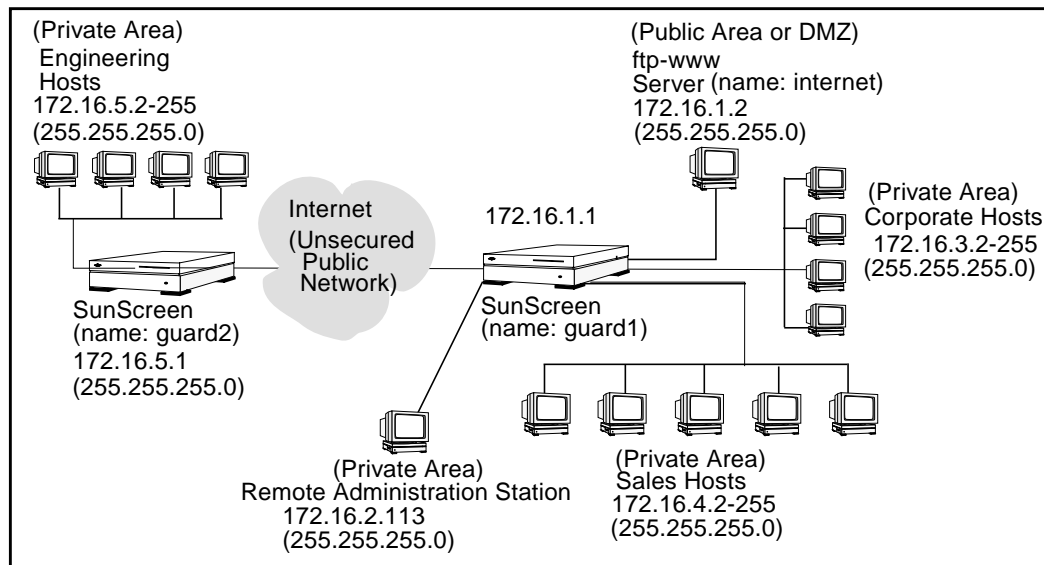 (Private Area)
Engineering
Hosts
172.16.5.2-255
(255.255.255.0)
(Public Area or DMZ)
ftp-www
Server (name: internet)
172.16.1.2
(255.255.255.0)
Internet
(Unsecured
Public
Network)
172.16.1.1
(Private Area)
Corporate Hosts
172.16.3.2-255
(255.255.255.0)
SunScreen
(name: guard2)
172.16.5.1
(255.255.255.0)
SunScreen
(name: guard1)
(Private Area)
Remote Administration Station
172.16.2.113
(255.255.255.0)
(Private Area)
Sales Hosts
172.16.4.2-255
(255.255.255.0)